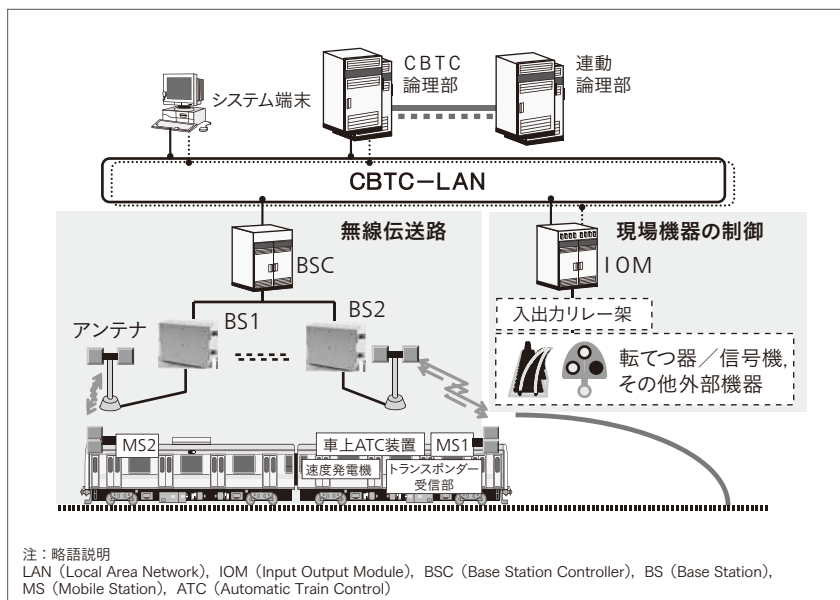 システム端末
CBTC
論理部
連動
論理部
CBTC−LAN
無線伝送路
現場機器の制御
BSC
IOM
アンテナ
BS1
BS2
入出力リレー架
転てつ器／信号機,
その他外部機器
MS2
車上ATC装置
MS1
速度発電機
トランスポンダー
受信部
注：略語説明
LAN（Local Area Network），IOM（Input Output Module），BSC（Base Station Controller），BS（Base Station），
MS（Mobile Station），ATC（Automatic Train Control）